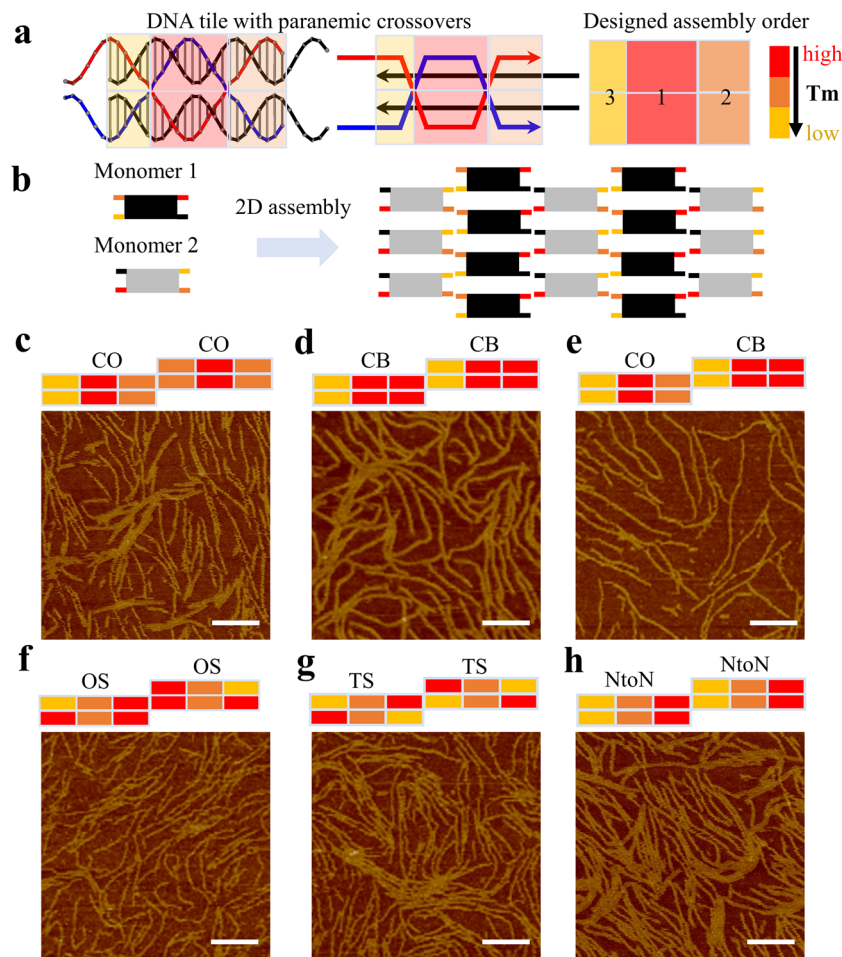 a
DNA tile with paranemic crossovers
Designed assembly order
3 1 2
high
Tm
low
b
Monomer 1
Monomer 2
2D assembly
c
CO
CO
d
CB
CB
e
CO
CB
f
OS
OS
g
TS
TS
h
NtoN
NtoN